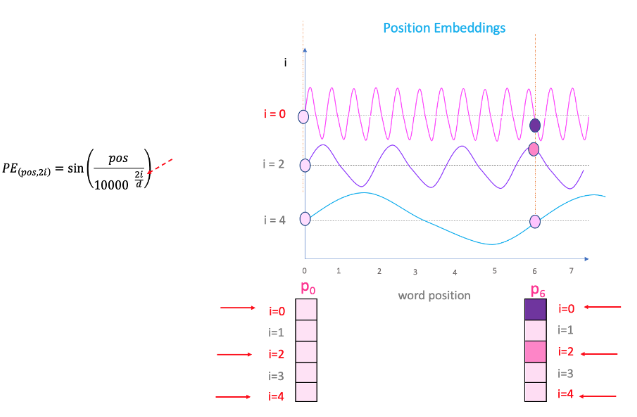 Position Embeddings
i
i = 0
PE(pos,2i) = sin(pos / 10000^(2i/d))
i = 2
i = 4
0 1 2 3 4 5 6 7
p0 word position p6
i=0 i=0
i=1 i=1
i=2 i=2
i=3 i=3
i=4 i=4